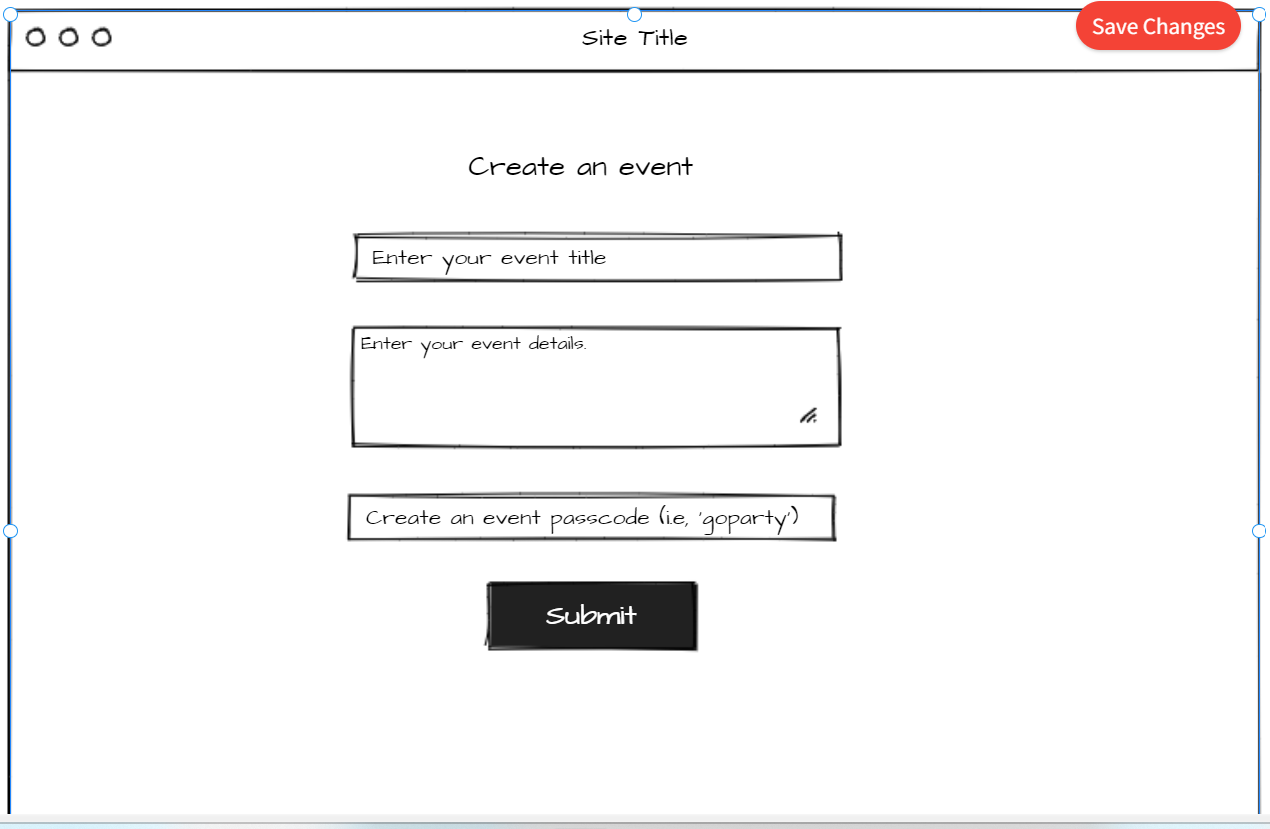 Site Title
Save Changes
Create an event
Enter your event title
Enter your event details.
Create an event passcode (i.e, 'goparty')
Submit